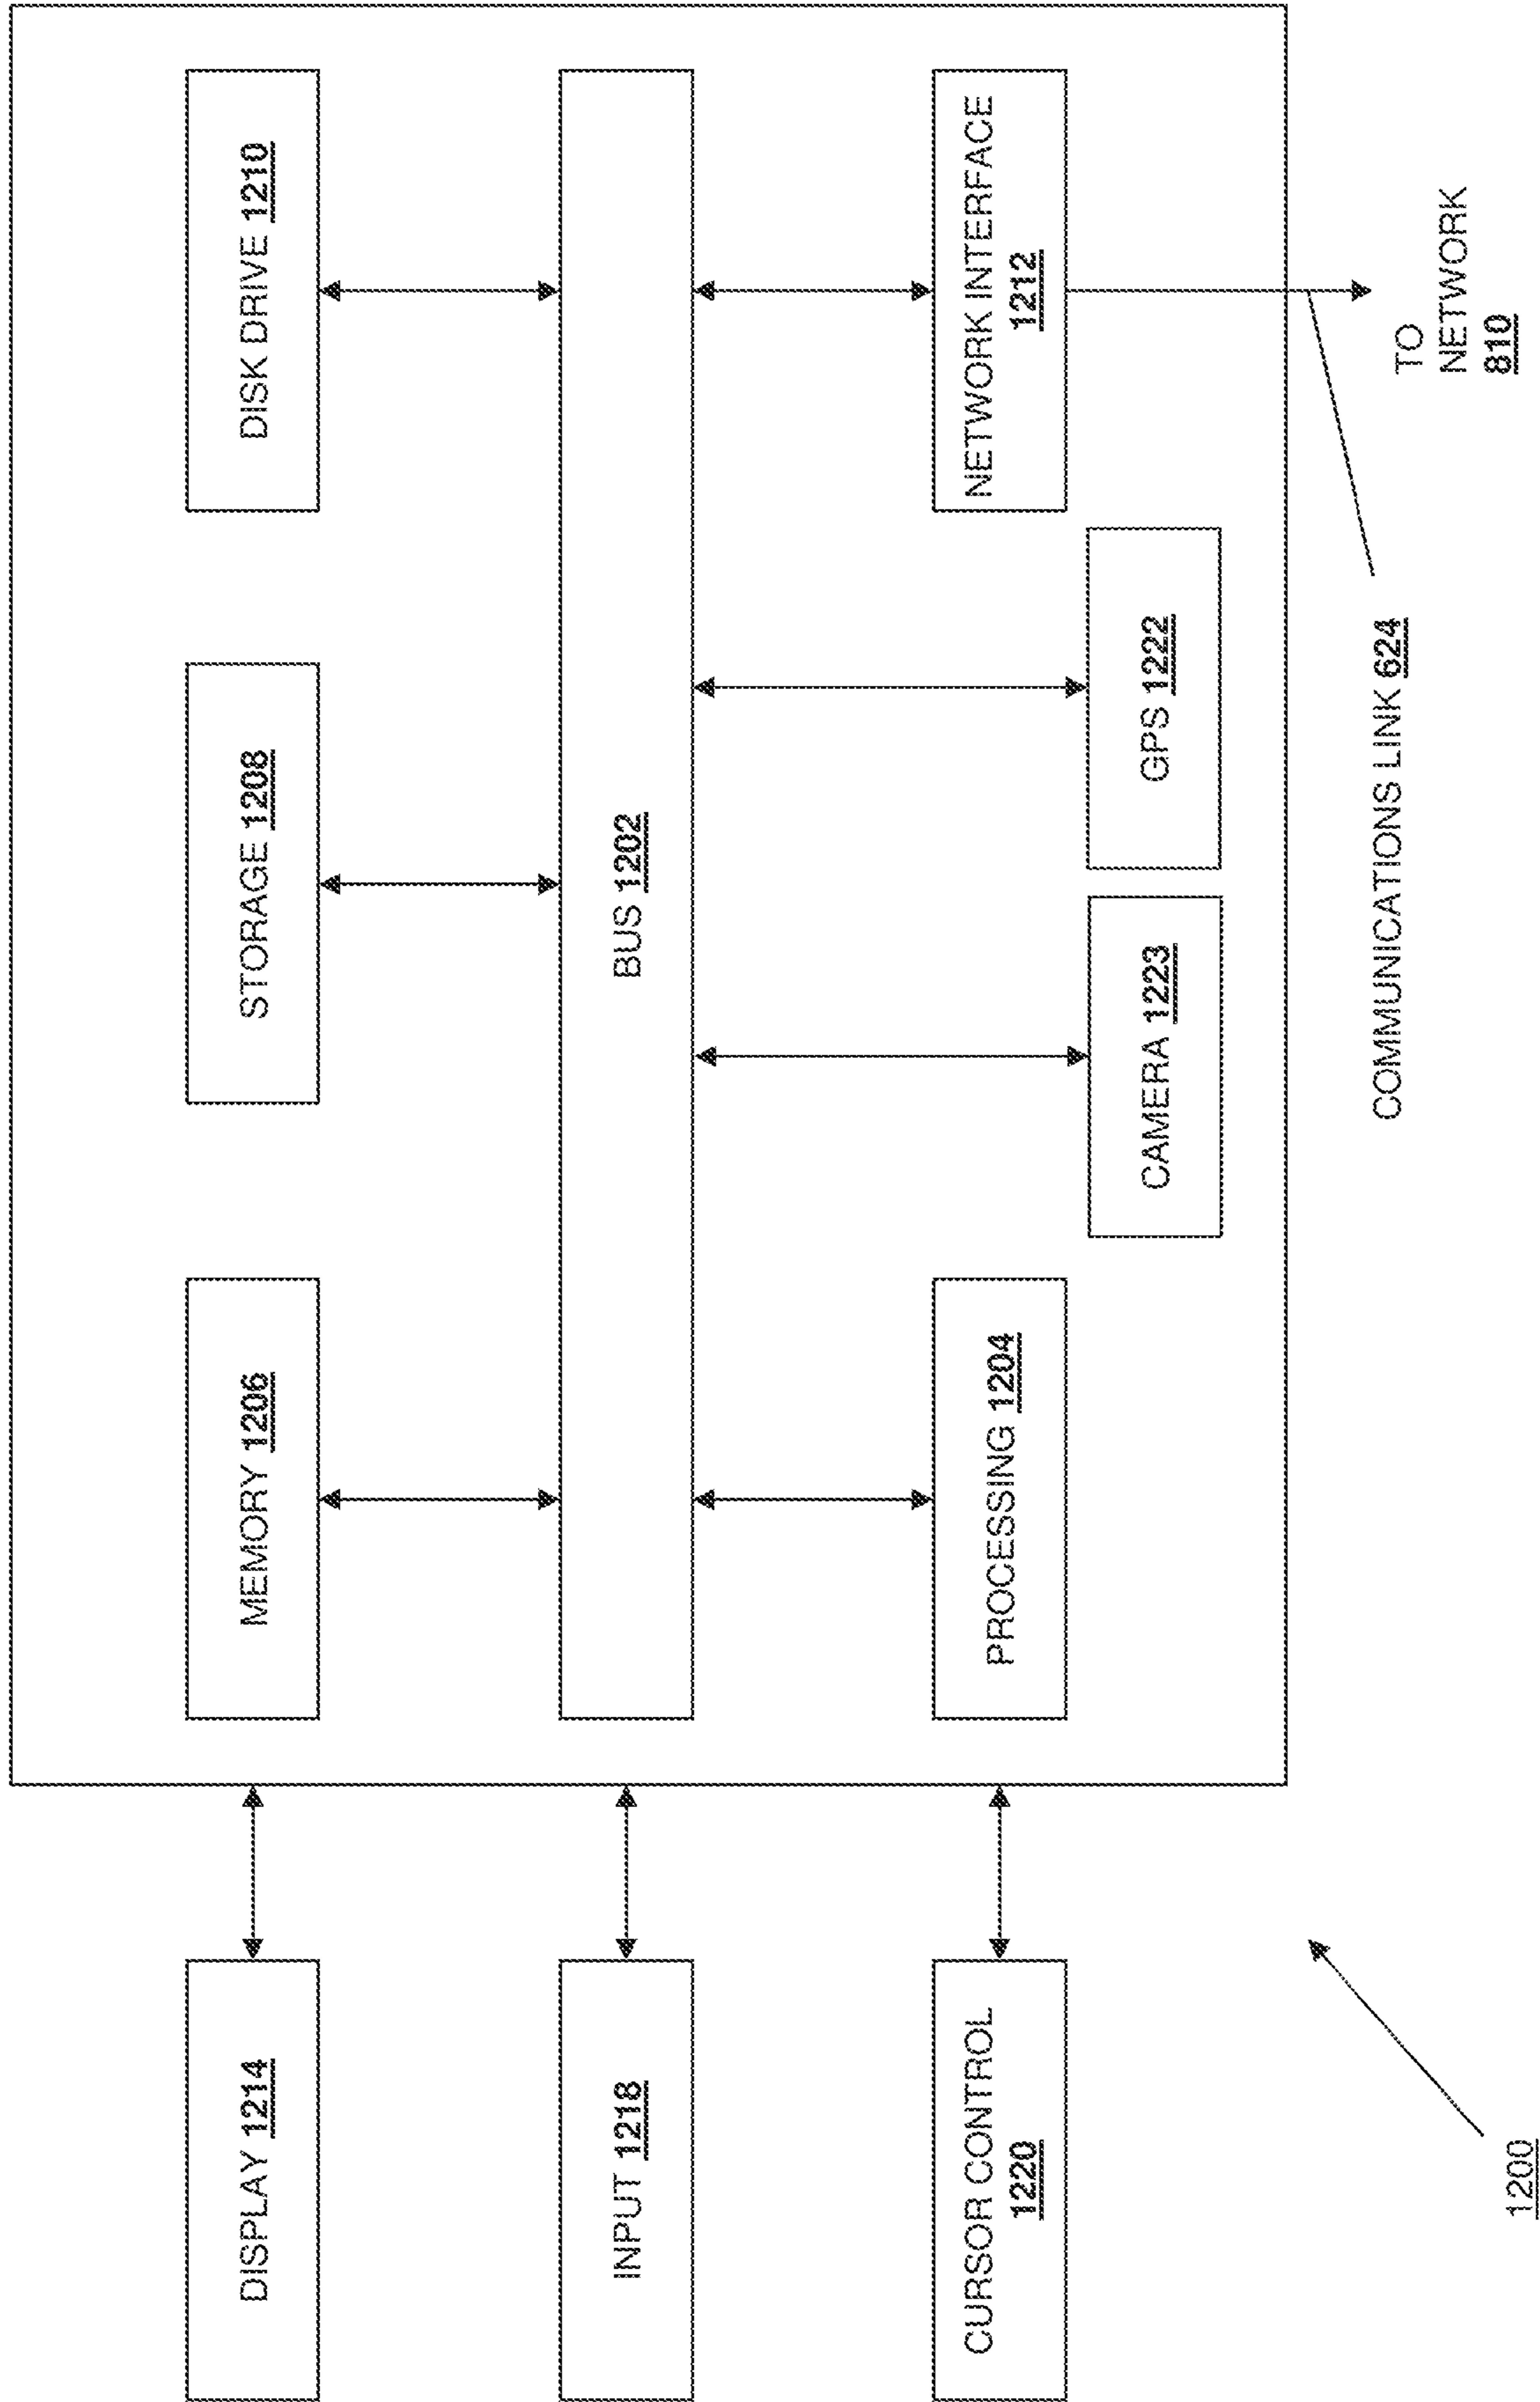 DISPLAY 1214
MEMORY 1206
STORAGE 1208
DISK DRIVE 1210
INPUT 1218
BUS 1202
CURSOR CONTROL
1220
PROCESSING 1204
CAMERA 1223
GPS 1222
NETWORK INTERFACE
1212
COMMUNICATIONS LINK 624
TO
NETWORK
810
1200